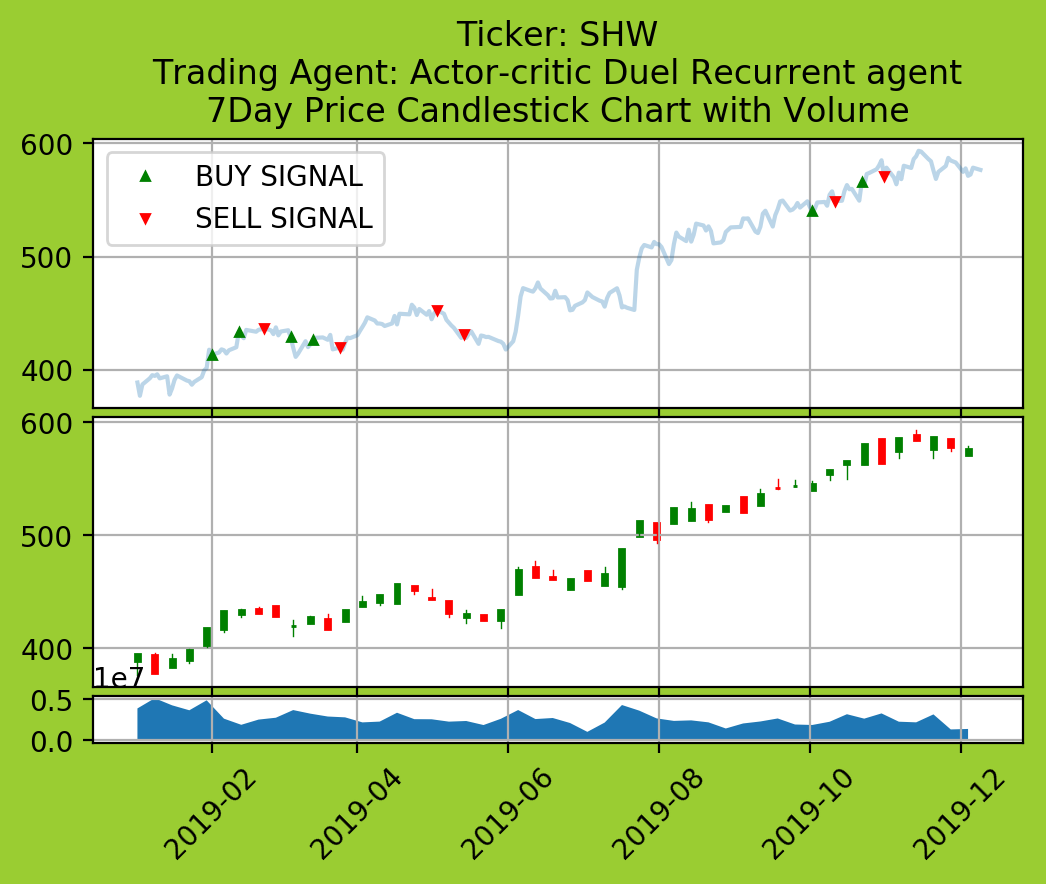 Ticker: SHW
Trading Agent: Actor-critic Duel Recurrent agent
7Day Price Candlestick Chart with Volume
600
BUY SIGNAL
SELL SIGNAL
500
400
600
500
400
1e7
0.5
0.0
2019-02
2019-04
2019-06
2019-08
2019-10
2019-12